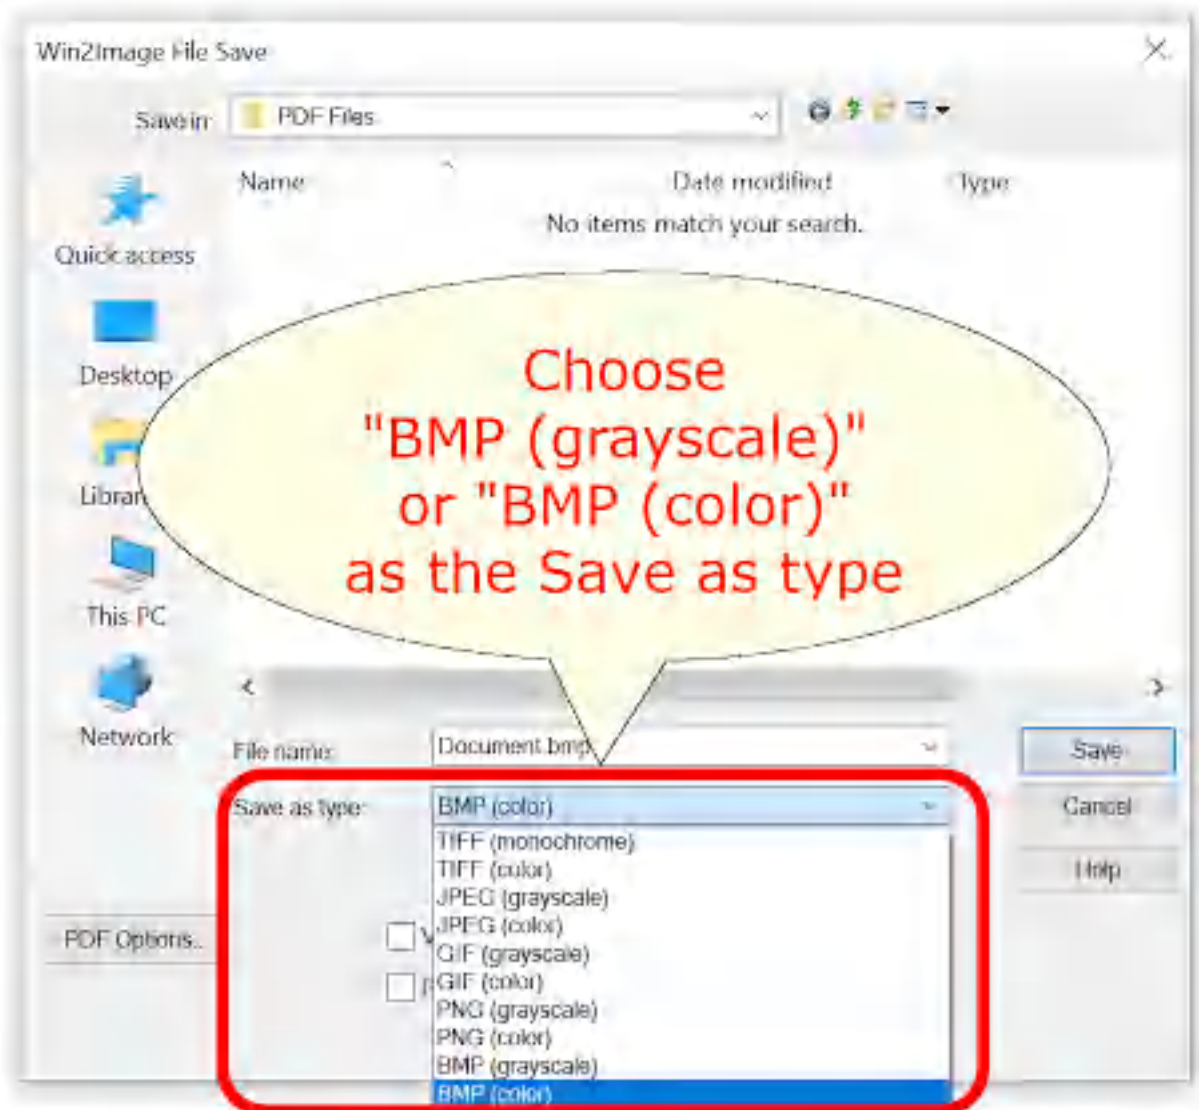 Win2Image File Save
Save in: PDF Files
Name Date modified Type
No items match your search.
Quick access
Desktop
Choose
"BMP (grayscale)"
or "BMP (color)"
as the Save as type
Librar
This PC
Network
File name: Document.bmp
Save
Save as type: BMP (color)
Cancel
TIFF (monochrome)
TIFF (color)
Help
JPEG (grayscale)
JPEG (color)
PDF Options...
GIF (grayscale)
GIF (color)
PNG (grayscale)
PNG (color)
BMP (grayscale)
BMP (color)